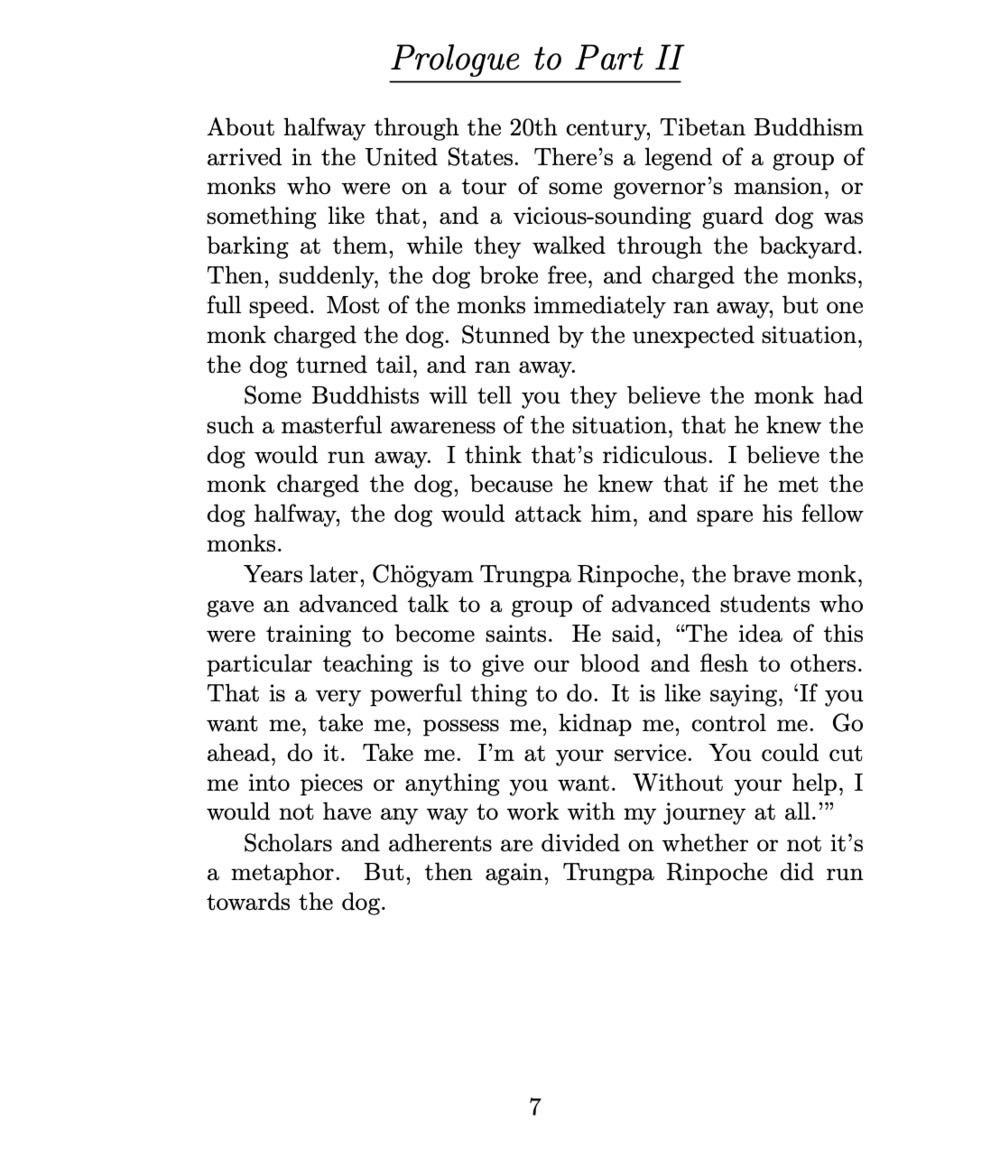 Prologue to Part II
About halfway through the 20th century, Tibetan Buddhism
arrived in the United States. There's a legend of a group of
monks who were on a tour of some governor's mansion, or
something like that, and a vicious-sounding guard dog was
barking at them, while they walked through the backyard.
Then, suddenly, the dog broke free, and charged the monks,
full speed. Most of the monks immediately ran away, but one
monk charged the dog. Stunned by the unexpected situation,
the dog turned tail, and ran away.
Some Buddhists will tell you they believe the monk had
such a masterful awareness of the situation, that he knew the
dog would run away. I think that's ridiculous. I believe the
monk charged the dog, because he knew that if he met the
dog halfway, the dog would attack him, and spare his fellow
monks.
Years later, Chögyam Trungpa Rinpoche, the brave monk,
gave an advanced talk to a group of advanced students who
were training to become saints. He said, “The idea of this
particular teaching is to give our blood and flesh to others.
That is a very powerful thing to do. It is like saying, ‘If you
want me, take me, possess me, kidnap me, control me. Go
ahead, do it. Take me. I'm at your service. You could cut
me into pieces or anything you want. Without your help, I
would not have any way to work with my journey at all.’”
Scholars and adherents are divided on whether or not it's
a metaphor. But, then again, Trungpa Rinpoche did run
towards the dog.
7